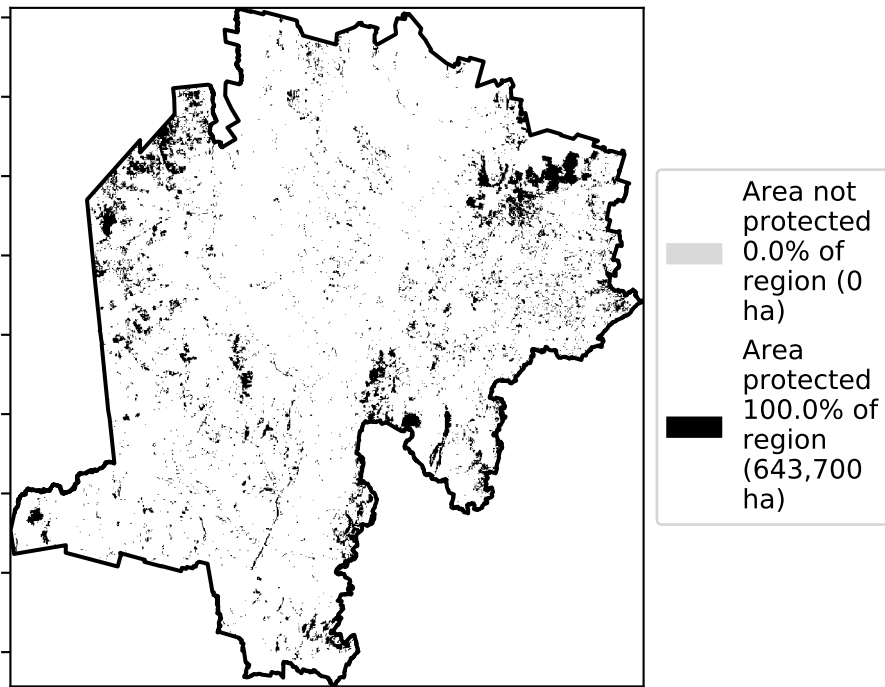 Area not
protected
0.0% of
region (0
ha)
Area
protected
100.0% of
region
(643,700
ha)